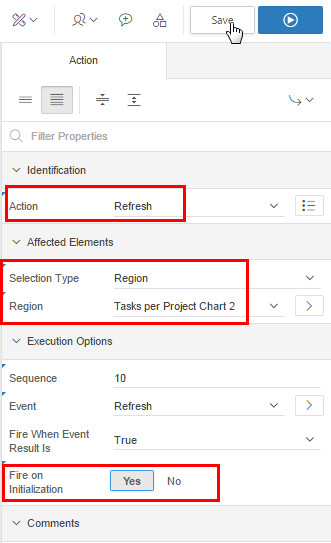 Save
Action
Filter Properties
Identification
Action Refresh
Affected Elements
Selection Type Region
Region Tasks per Project Chart 2
Execution Options
Sequence 10
Event Refresh
Fire When Event
Result Is True
Fire on
Initialization Yes No
Comments